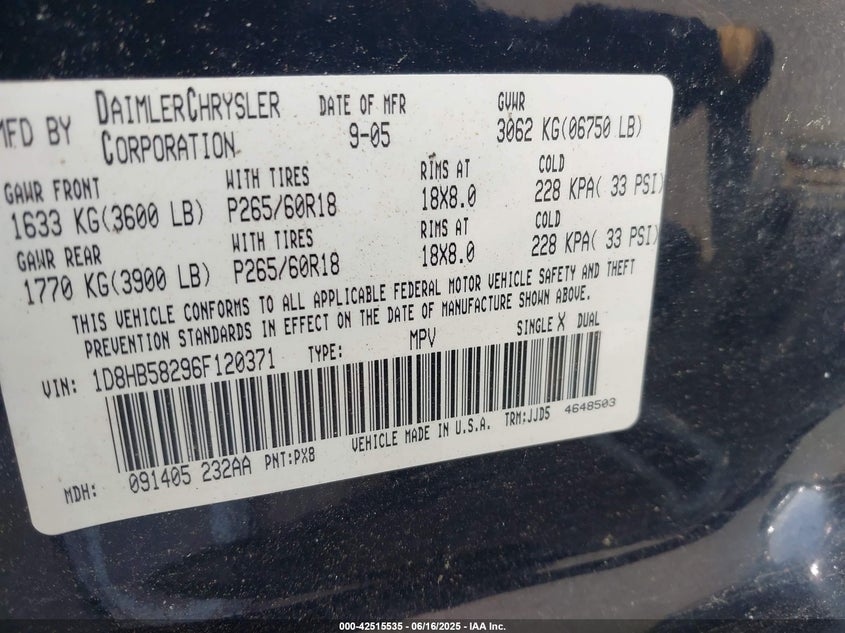 MFD BY DAIMLERCHRYSLER CORPORATION DATE OF MFR 9-05 GVWR 3062 KG(06750 LB)
GAWR FRONT WITH TIRES RIMS AT COLD
1633 KG(3600 LB) P265/60R18 18X8.0 228 KPA( 33 PSI)
GAWR REAR WITH TIRES RIMS AT COLD
1770 KG(3900 LB) P265/60R18 18X8.0 228 KPA( 33 PSI)
THIS VEHICLE CONFORMS TO ALL APPLICABLE FEDERAL MOTOR VEHICLE SAFETY AND THEFT
PREVENTION STANDARDS IN EFFECT ON THE DATE OF MANUFACTURE SHOWN ABOVE.
VIN: 1D8HB58296F120371 TYPE: MPV SINGLE X DUAL
MDH: 091405 232AA PNT:PX8 VEHICLE MADE IN U.S.A. TRM:JJD5 4648503
000-42515535 - 06/16/2025 - IAA Inc.